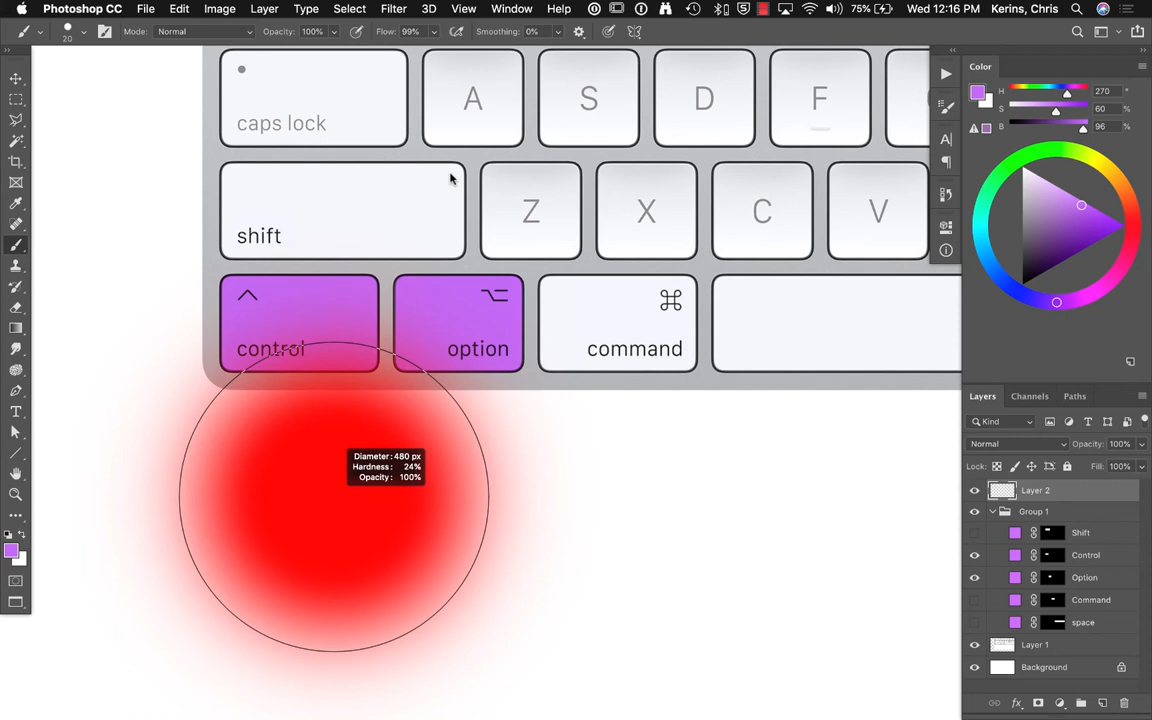 Photoshop CC File Edit Image Layer Type Select Filter 3D View Window Help 75% Wed 12:16 PM Kerins, Chris
20 Mode: Normal Opacity: 100% Flow: 99% Smoothing: 0%
caps lock A S D F
shift Z X C V
control option command
Diameter: 480 px
Hardness: 24%
Opacity: 100%
Color
H 270 °
S 60 %
B 96 %
Layers Channels Paths
Kind
Normal Opacity: 100%
Lock: Fill: 100%
Layer 2
Group 1
Shift
Control
Option
Command
space
Layer 1
Background